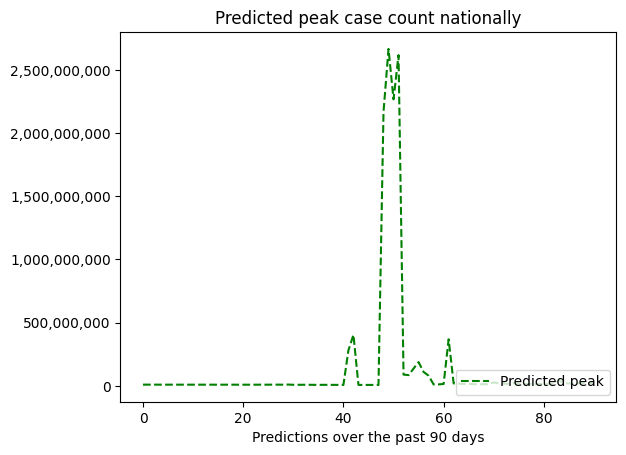 Predicted peak case count nationally
2,500,000,000
2,000,000,000
1,500,000,000
1,000,000,000
500,000,000
0
Predicted peak
0 20 40 60 80
Predictions over the past 90 days